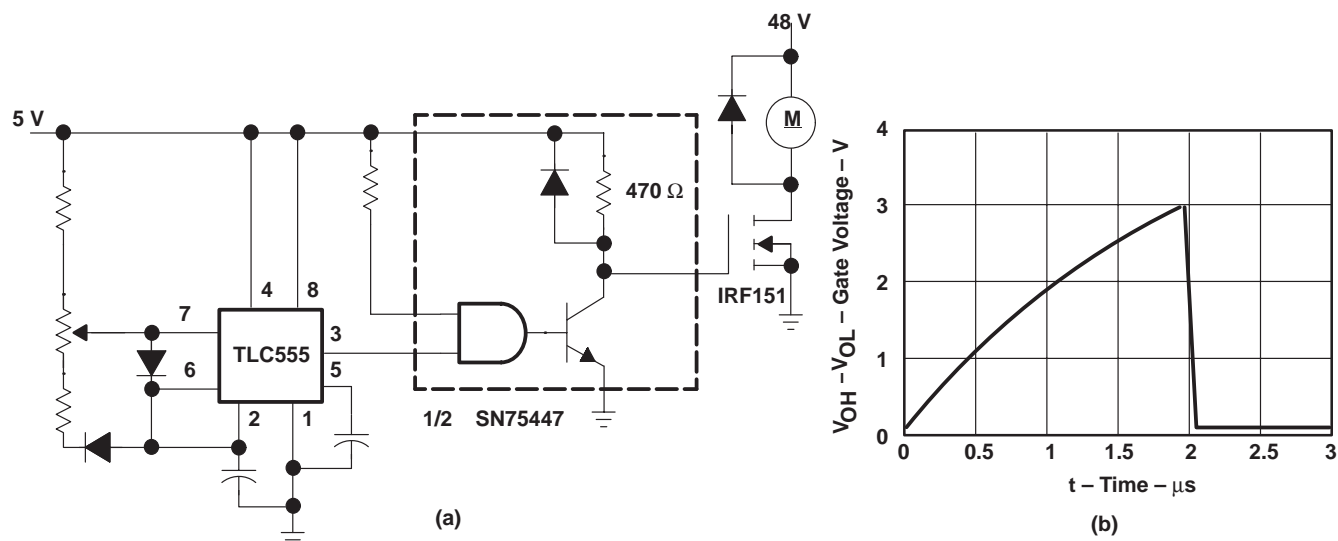 48 V
5 V
M
470 Ω
IRF151
4 8
7
3
TLC555
6
5
2 1
1/2 SN75447
(a)
VOH – VOL – Gate Voltage – V
4
3
2
1
0
0 0.5 1 1.5 2 2.5 3
t – Time – μs
(b)